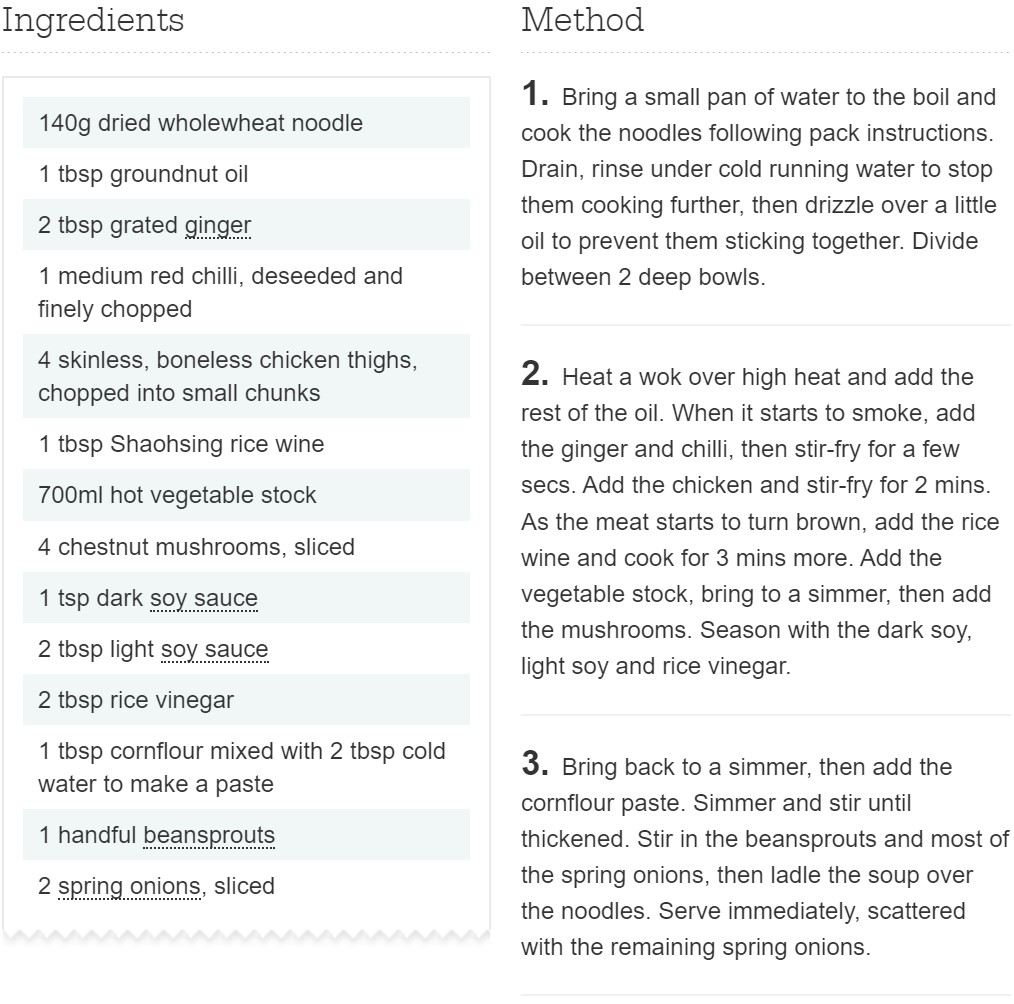 Ingredients
140g dried wholewheat noodle
1 tbsp groundnut oil
2 tbsp grated ginger
1 medium red chilli, deseeded and
finely chopped
4 skinless, boneless chicken thighs,
chopped into small chunks
1 tbsp Shaohsing rice wine
700ml hot vegetable stock
4 chestnut mushrooms, sliced
1 tsp dark soy sauce
2 tbsp light soy sauce
2 tbsp rice vinegar
1 tbsp cornflour mixed with 2 tbsp cold
water to make a paste
1 handful beansprouts
2 spring onions, sliced
Method
1. Bring a small pan of water to the boil and
cook the noodles following pack instructions.
Drain, rinse under cold running water to stop
them cooking further, then drizzle over a little
oil to prevent them sticking together. Divide
between 2 deep bowls.
2. Heat a wok over high heat and add the
rest of the oil. When it starts to smoke, add
the ginger and chilli, then stir-fry for a few
secs. Add the chicken and stir-fry for 2 mins.
As the meat starts to turn brown, add the rice
wine and cook for 3 mins more. Add the
vegetable stock, bring to a simmer, then add
the mushrooms. Season with the dark soy,
light soy and rice vinegar.
3. Bring back to a simmer, then add the
cornflour paste. Simmer and stir until
thickened. Stir in the beansprouts and most of
the spring onions, then ladle the soup over
the noodles. Serve immediately, scattered
with the remaining spring onions.